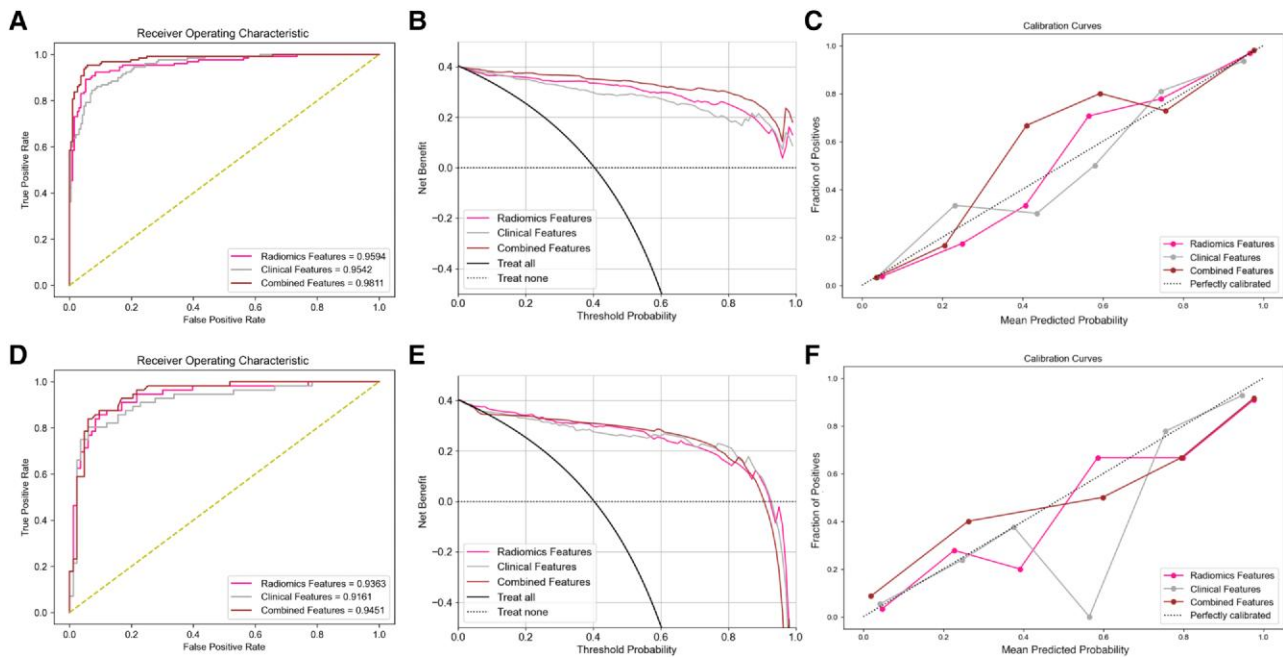 A
Receiver Operating Characteristic
True Positive Rate
1.0
0.8
0.6
0.4
0.2
0.0
Radiomics Features = 0.9594
Clinical Features = 0.9542
Combined Features = 0.9811
0.0 0.2 0.4 0.6 0.8 1.0
False Positive Rate
B
Net Benefit
0.4
0.2
0.0
−0.2
−0.4
Radiomics Features
Clinical Features
Combined Features
Treat all
Treat none
0.0 0.2 0.4 0.6 0.8 1.0
Threshold Probability
C
Calibration Curves
Fraction of Positives
1.0
0.8
0.6
0.4
0.2
0.0
Radiomics Features
Clinical Features
Combined Features
Perfectly calibrated
0.0 0.2 0.4 0.6 0.8 1.0
Mean Predicted Probability
D
Receiver Operating Characteristic
True Positive Rate
1.0
0.8
0.6
0.4
0.2
0.0
Radiomics Features = 0.9363
Clinical Features = 0.9161
Combined Features = 0.9451
0.0 0.2 0.4 0.6 0.8 1.0
False Positive Rate
E
Net Benefit
0.4
0.2
0.0
−0.2
−0.4
Radiomics Features
Clinical Features
Combined Features
Treat all
Treat none
0.0 0.2 0.4 0.6 0.8 1.0
Threshold Probability
F
Calibration Curves
Fraction of Positives
1.0
0.8
0.6
0.4
0.2
0.0
Radiomics Features
Clinical Features
Combined Features
Perfectly calibrated
0.0 0.2 0.4 0.6 0.8 1.0
Mean Predicted Probability